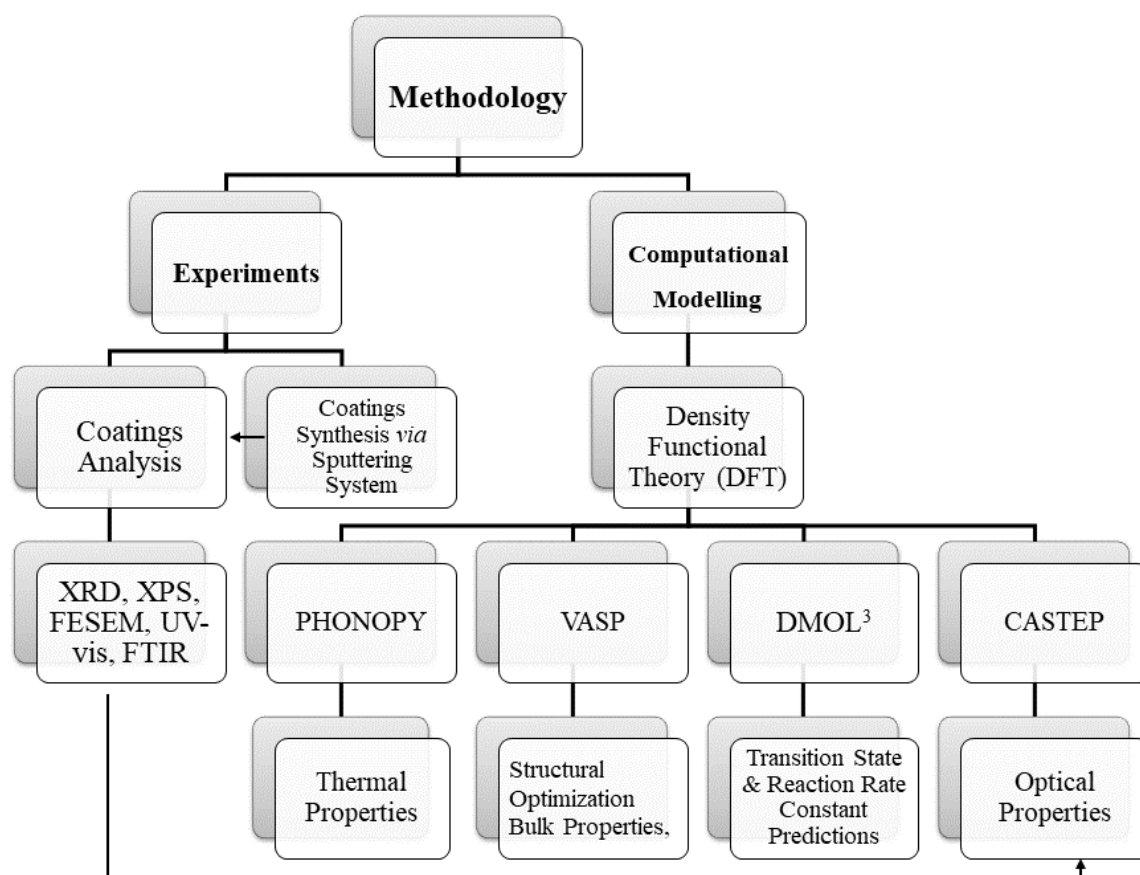 Methodology
Experiments
Computational
Modelling
Coatings
Analysis
Coatings
Synthesis via
Sputtering
System
Density
Functional
Theory (DFT)
XRD, XPS,
FESEM, UV-
vis, FTIR
PHONOPY
VASP
DMOL³
CASTEP
Thermal
Properties
Structural
Optimization
Bulk Properties,
Transition State
& Reaction Rate
Constant
Predictions
Optical
Properties